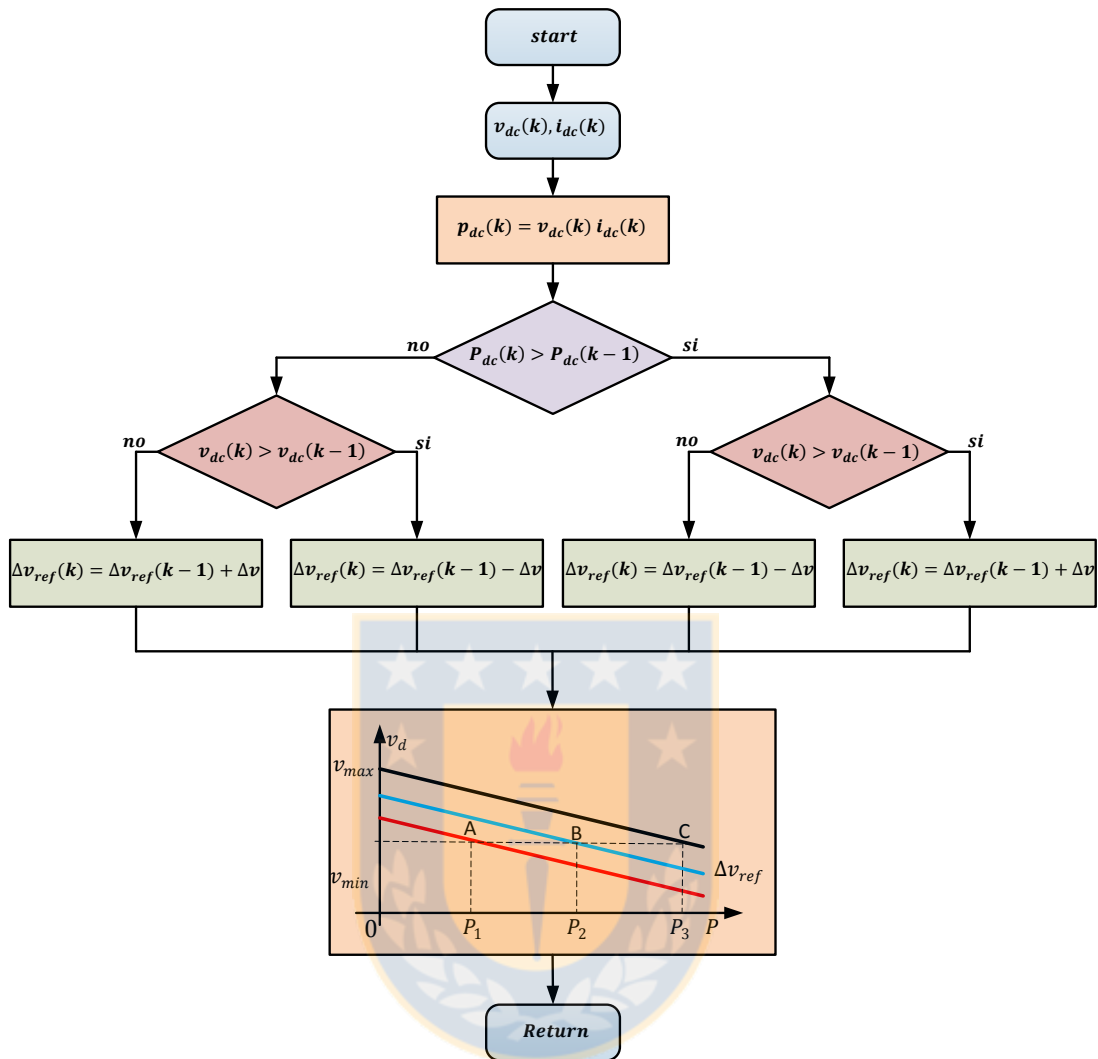 start
v_dc(k), i_dc(k)
p_dc(k) = v_dc(k) i_dc(k)
no
P_dc(k) > P_dc(k − 1)
si
no
v_dc(k) > v_dc(k − 1)
si
no
v_dc(k) > v_dc(k − 1)
si
Δv_ref(k) = Δv_ref(k − 1) + Δv
Δv_ref(k) = Δv_ref(k − 1) − Δv
Δv_ref(k) = Δv_ref(k − 1) − Δv
Δv_ref(k) = Δv_ref(k − 1) + Δv
v_d
v_max
A
B
C
Δv_ref
v_min
0
P_1
P_2
P_3
P
Return